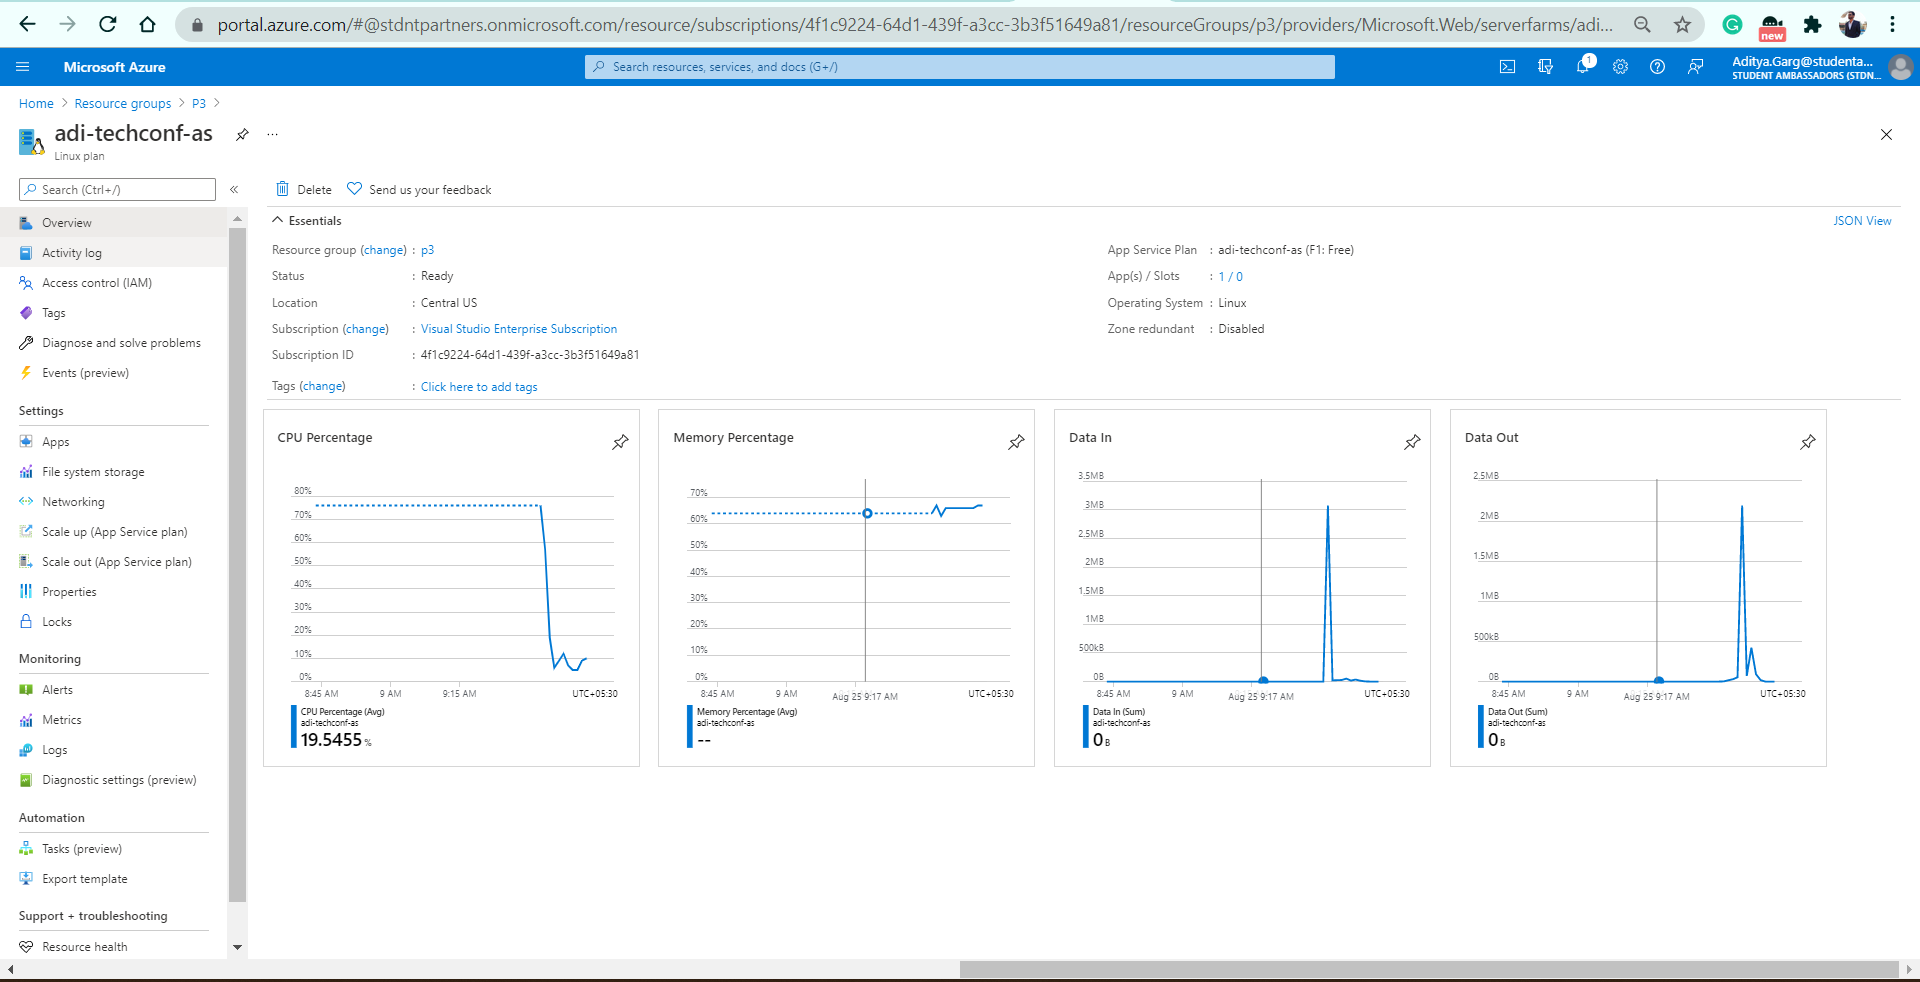 portal.azure.com/#@stdntpartners.onmicrosoft.com/resource/subscriptions/4f1c9224-64d1-439f-a3cc-3b3f51649a81/resourceGroups/p3/providers/Microsoft.Web/serverfarms/adi...
new
Microsoft Azure
Search resources, services, and docs (G+/)
1
Aditya.Garg@studenta...
STUDENT AMBASSADORS (STDN...
Home > Resource groups > P3 >
adi-techconf-as
...
Linux plan
Search (Ctrl+/)
«
Overview
Activity log
Access control (IAM)
Tags
Diagnose and solve problems
Events (preview)
Settings
Apps
File system storage
Networking
Scale up (App Service plan)
Scale out (App Service plan)
Properties
Locks
Monitoring
Alerts
Metrics
Logs
Diagnostic settings (preview)
Automation
Tasks (preview)
Export template
Support + troubleshooting
Resource health
Delete
Send us your feedback
Essentials
JSON View
Resource group (change) : p3
Status : Ready
Location : Central US
Subscription (change) : Visual Studio Enterprise Subscription
Subscription ID : 4f1c9224-64d1-439f-a3cc-3b3f51649a81
Tags (change) : Click here to add tags
App Service Plan : adi-techconf-as (F1: Free)
App(s) / Slots : 1 / 0
Operating System : Linux
Zone redundant : Disabled
CPU Percentage
80%
70%
60%
50%
40%
30%
20%
10%
0%
8:45 AM 9 AM 9:15 AM UTC+05:30
CPU Percentage (Avg)
adi-techconf-as
19.5455 %
Memory Percentage
70%
60%
50%
40%
30%
20%
10%
0%
8:45 AM 9 AM Aug 25 9:17 AM UTC+05:30
Memory Percentage (Avg)
adi-techconf-as
--
Data In
3.5MB
3MB
2.5MB
2MB
1.5MB
1MB
500kB
0B
8:45 AM 9 AM Aug 25 9:17 AM UTC+05:30
Data In (Sum)
adi-techconf-as
0 B
Data Out
2.5MB
2MB
1.5MB
1MB
500kB
0B
8:45 AM 9 AM Aug 25 9:17 AM UTC+05:30
Data Out (Sum)
adi-techconf-as
0 B